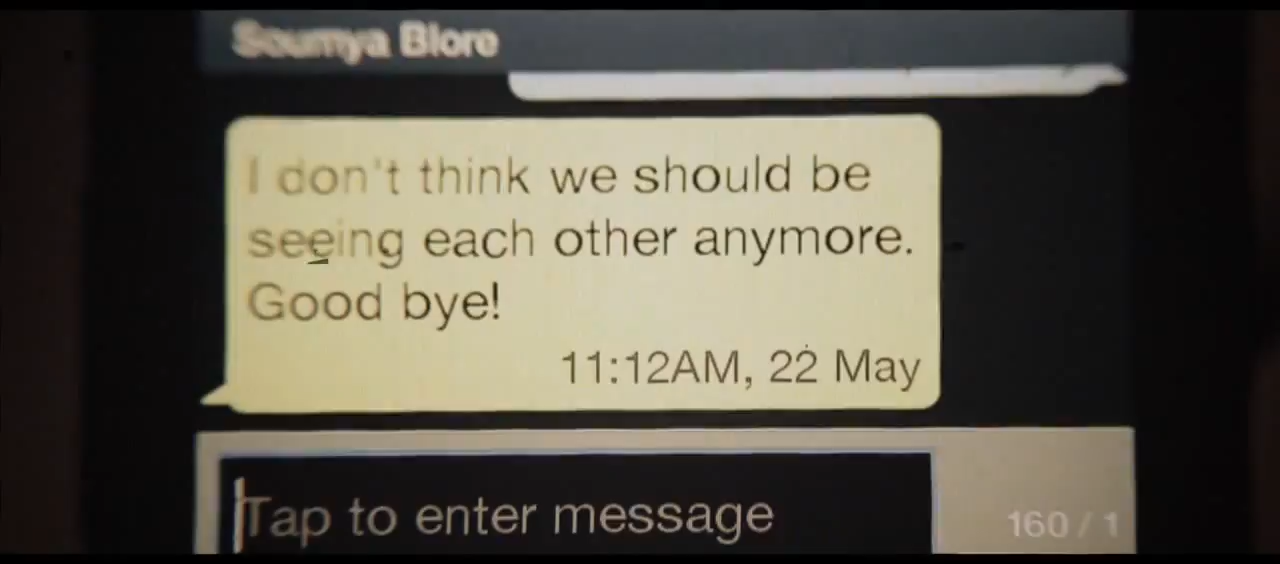 Soumya Blore
I don't think we should be
seeing each other anymore.
Good bye!
11:12AM, 22 May
Tap to enter message
160 / 1